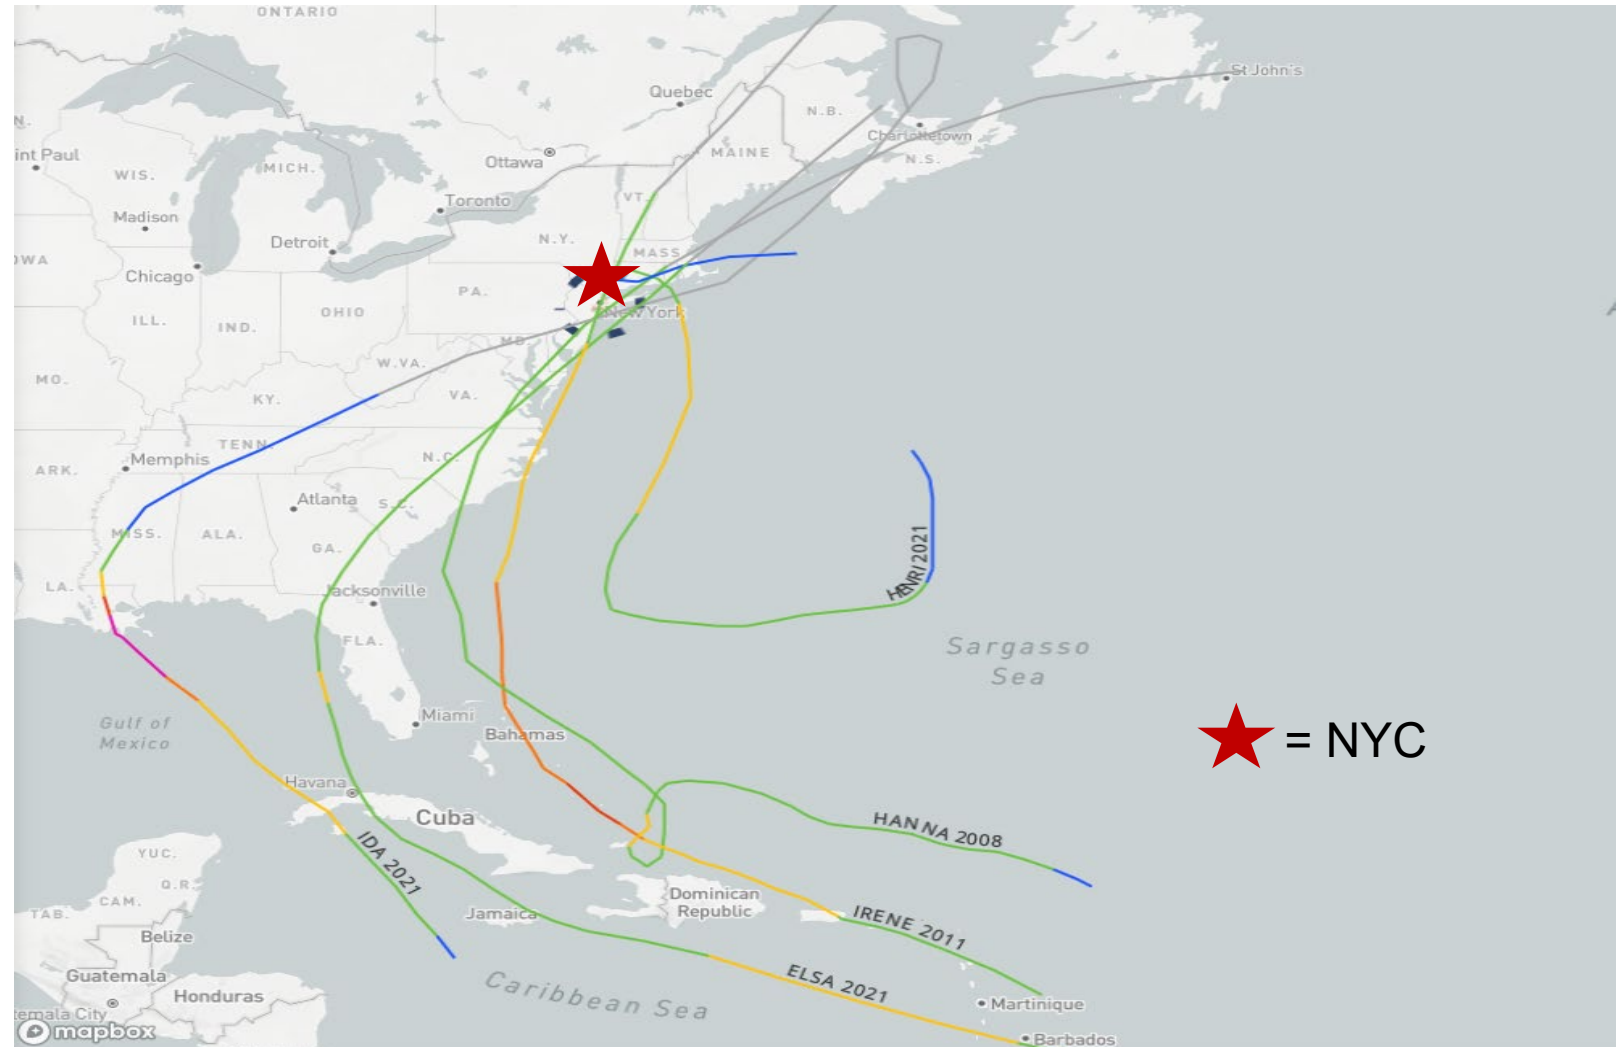 ONTARIO
Quebec
St John's
N.B.
Charlottetown
N.S.
MAINE
N.
int Paul
Ottawa
MICH.
WIS.
VT.
Toronto
Madison
Detroit
N.Y.
MASS
OWA
Chicago
PA.
New York
OHIO
ILL.
IND.
MD.
W.VA.
MO.
KY.
VA.
TENN.
N.C.
Memphis
ARK.
Atlanta
S.C.
MISS.
ALA.
GA.
HENRI 2021
LA.
Jacksonville
FLA.
Sargasso
Sea
Gulf of
Mexico
Miami
Bahamas
= NYC
Havana
Cuba
HANNA 2008
IDA 2021
YUC.
Q.R.
CAM.
TAB.
Dominican
Republic
Jamaica
IRENE 2011
Belize
ELSA 2021
Guatemala
Honduras
Caribbean Sea
Martinique
temala City
mapbox
Barbados